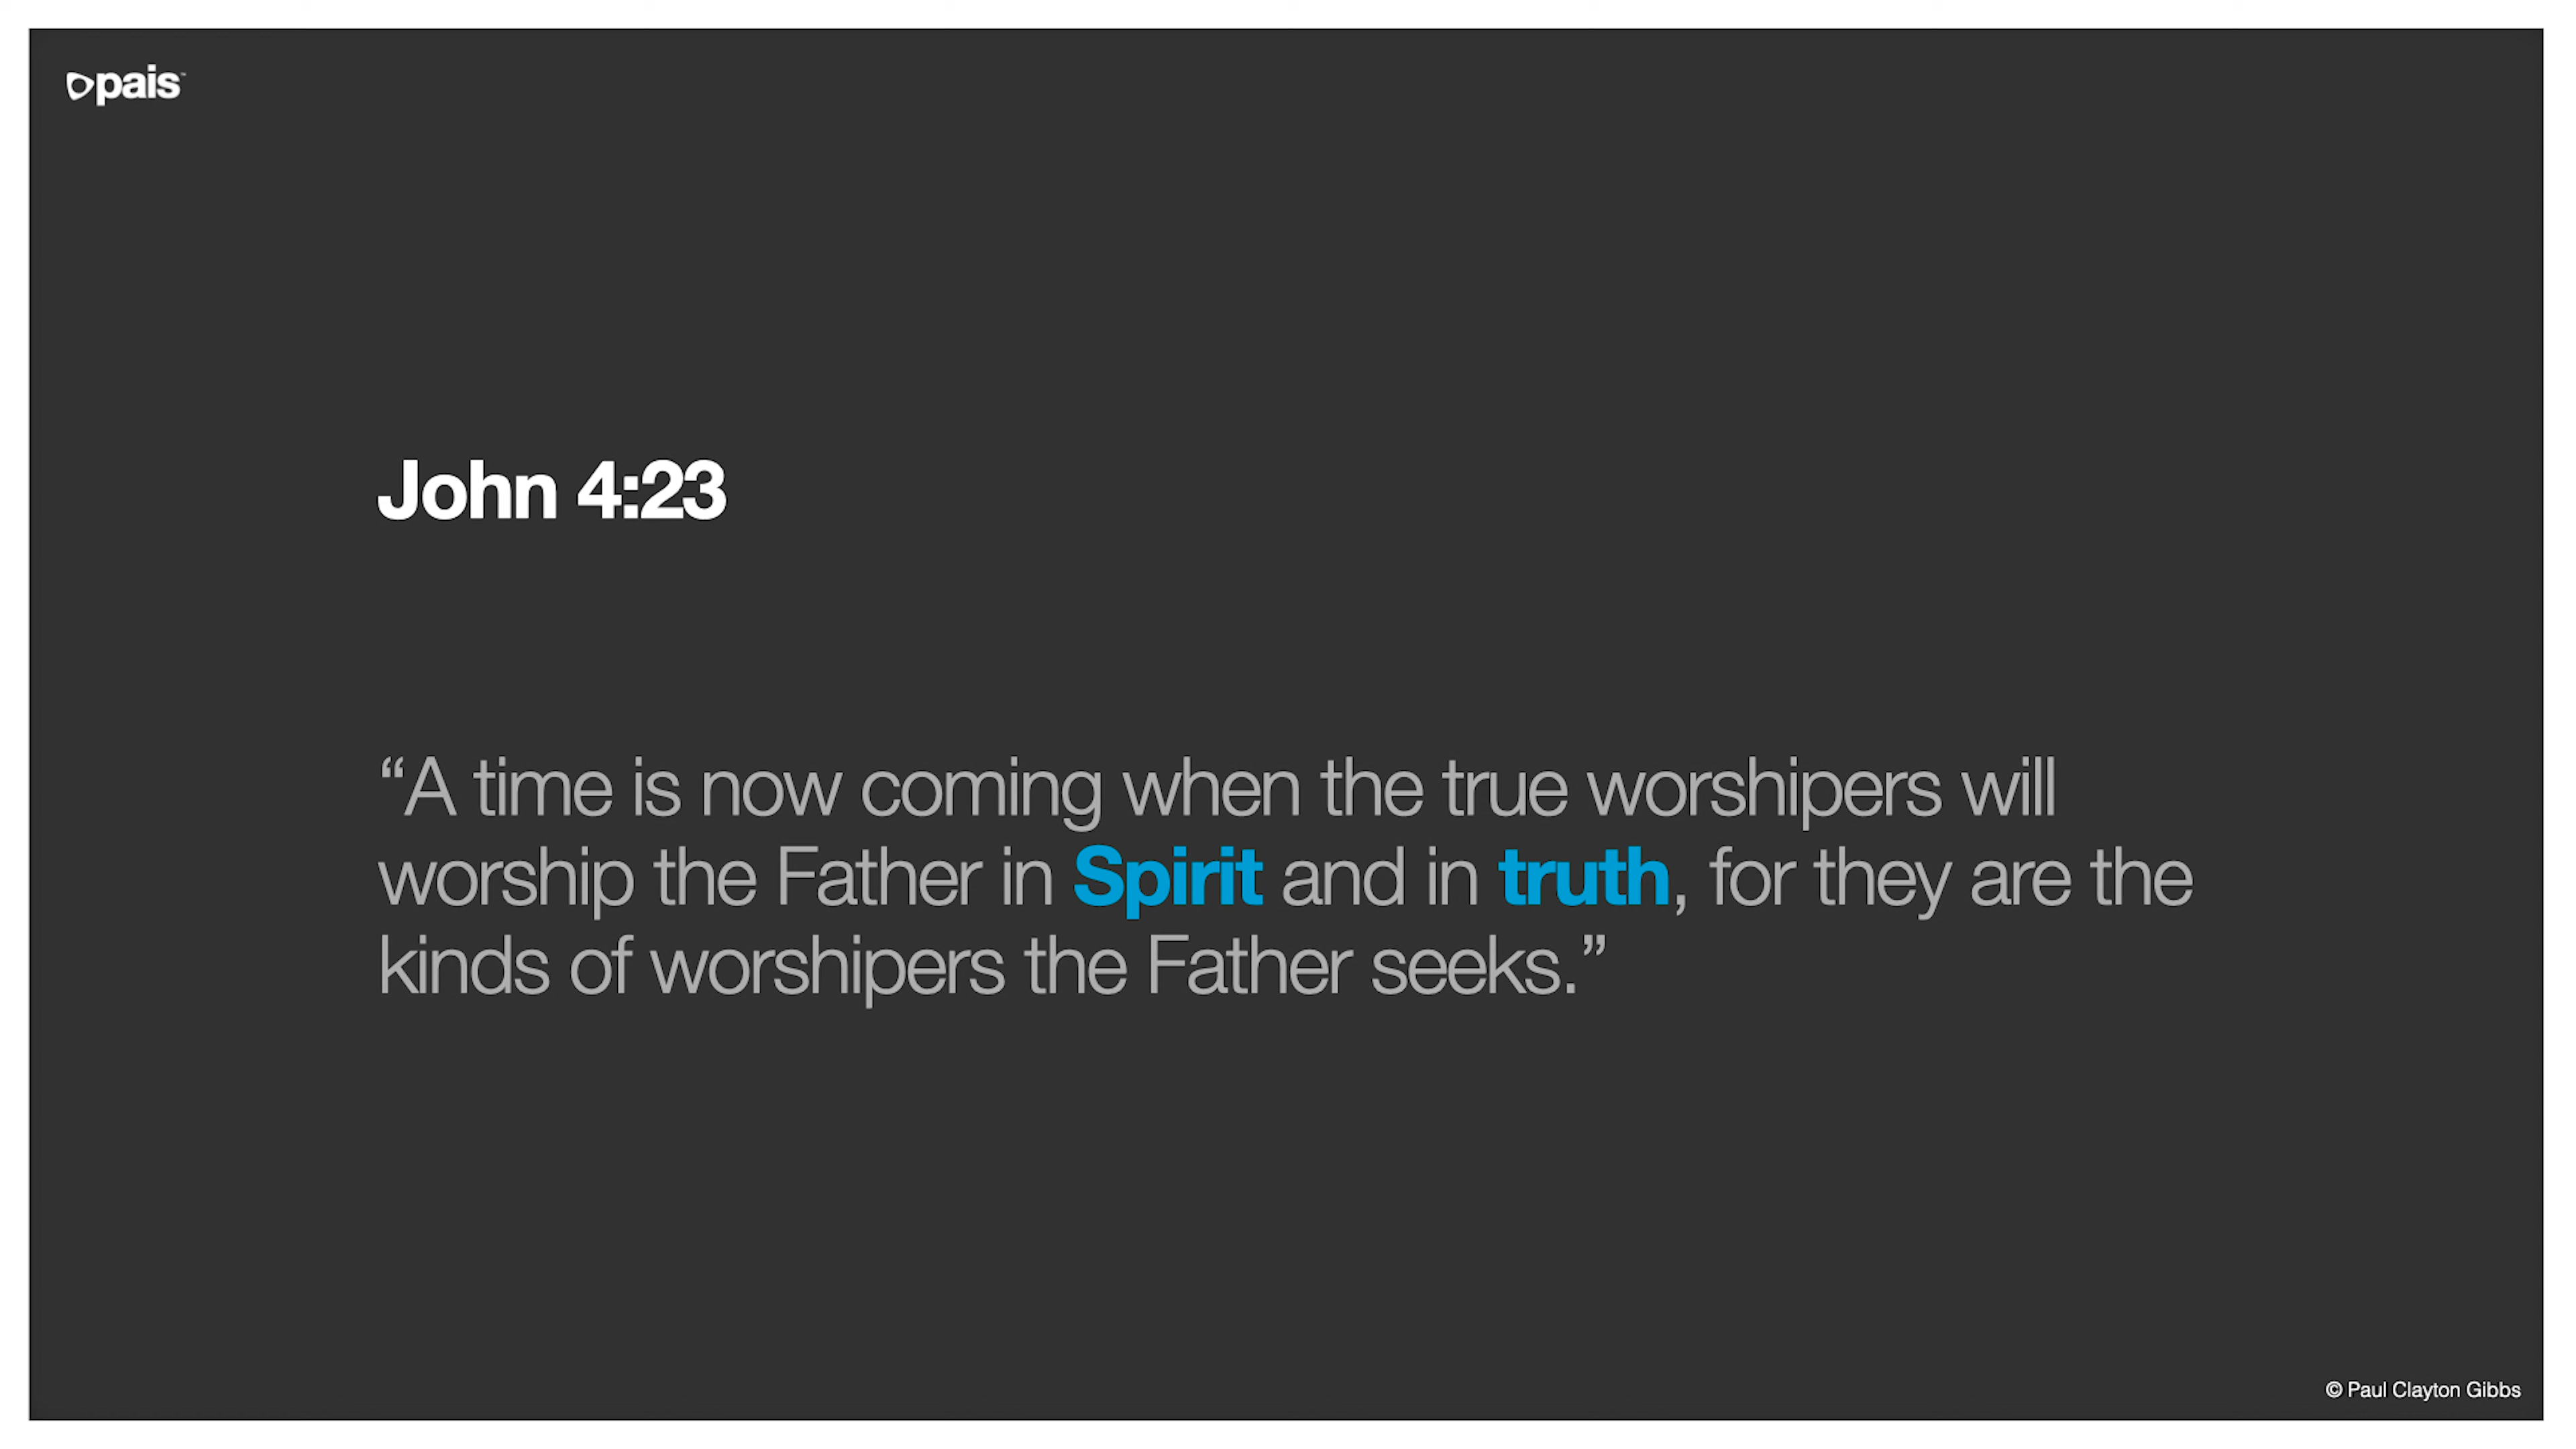 pais™
John 4:23
“A time is now coming when the true worshipers will
worship the Father in Spirit and in truth, for they are the
kinds of worshipers the Father seeks.”
© Paul Clayton Gibbs